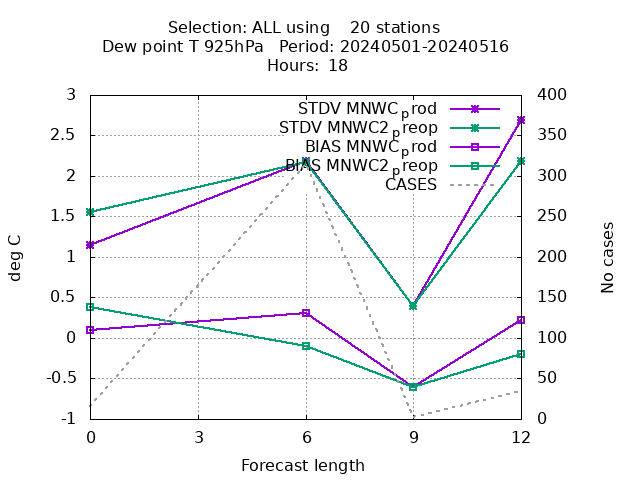 Selection: ALL using    20 stations
Dew point T 925hPa   Period: 20240501-20240516
Hours:  18
STDV MNWC_prod
STDV MNWC2_preop
BIAS MNWC_prod
BIAS MNWC2_preop
CASES
3
2.5
2
1.5
1
0.5
0
-0.5
-1
400
350
300
250
200
150
100
50
0
deg C
No cases
0 3 6 9 12
Forecast length